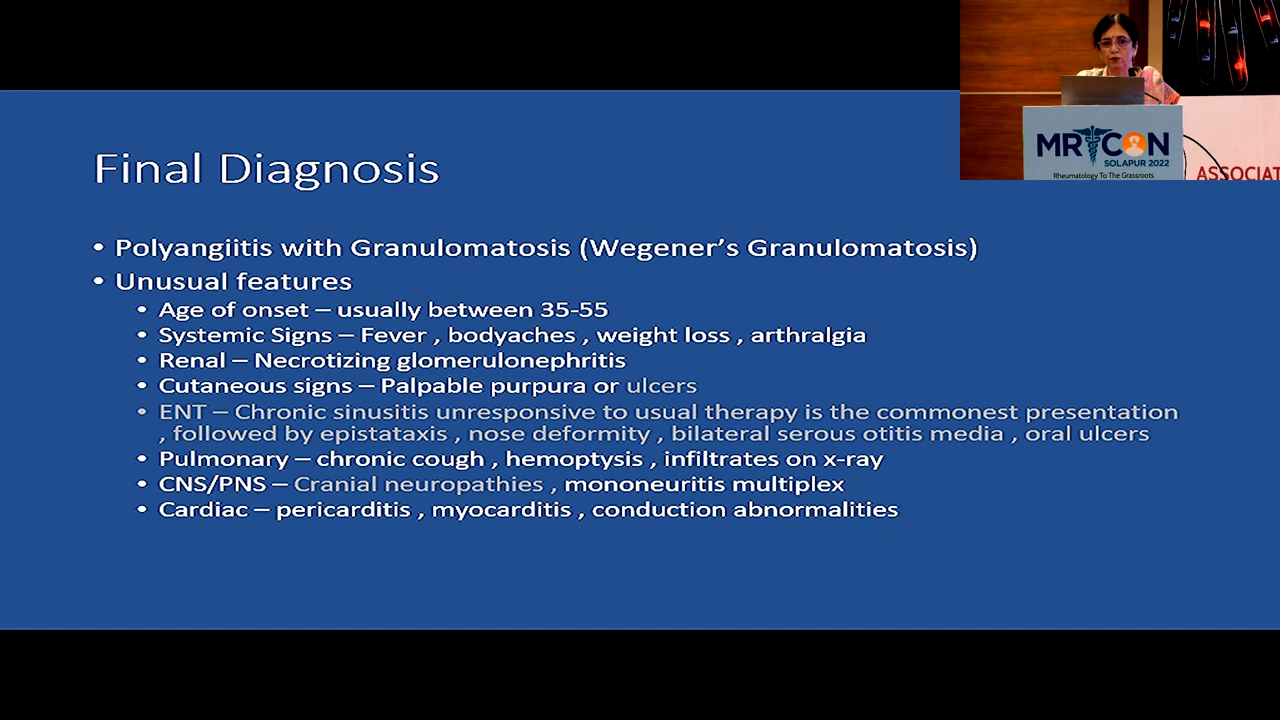 Final Diagnosis
• Polyangiitis with Granulomatosis (Wegener's Granulomatosis)
• Unusual features
• Age of onset – usually between 35-55
• Systemic Signs – Fever , bodyaches , weight loss , arthralgia
• Renal – Necrotizing glomerulonephritis
• Cutaneous signs – Palpable purpura or ulcers
• ENT – Chronic sinusitis unresponsive to usual therapy is the commonest presentation
, followed by epistataxis , nose deformity , bilateral serous otitis media , oral ulcers
• Pulmonary – chronic cough , hemoptysis , infiltrates on x-ray
• CNS/PNS – Cranial neuropathies , mononeuritis multiplex
• Cardiac – pericarditis , myocarditis , conduction abnormalities
MR CON
SOLAPUR 2022
Rheumatology To The Grassroots
ASSOCIAT